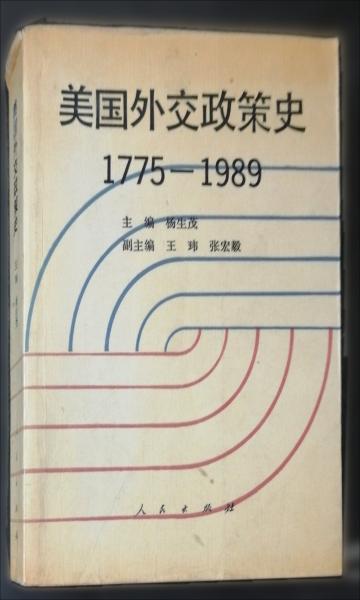 美国外交政策史
1775—1989
主 编 杨生茂
副主编 王 玮 张宏毅
人民出版社